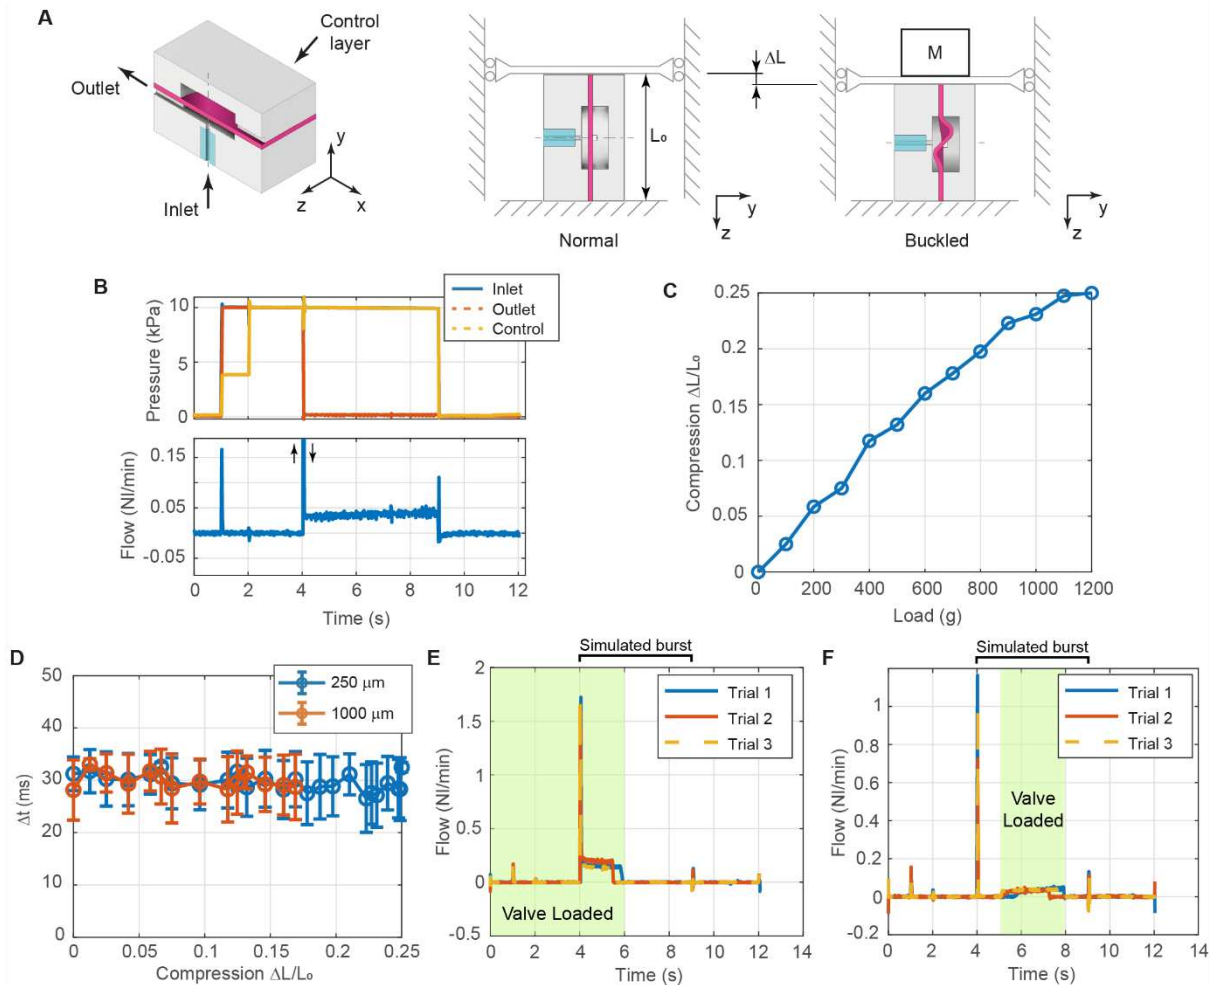 A
Control
layer
Outlet
Inlet
y
z
x
L₀
ΔL
M
y
z
y
z
Normal
Buckled
B
Inlet
Outlet
Control
Pressure (kPa)
10
5
0
Flow (Nl/min)
0.15
0.05
-0.05
0 2 4 6 8 10 12
Time (s)
C
Compression ΔL/L₀
0.25
0.20
0.15
0.10
0.05
0
0 200 400 600 800 1000 1200
Load (g)
D
250 µm
1000 µm
Δt (ms)
50
40
30
20
10
0
0 0.05 0.1 0.15 0.2 0.25
Compression ΔL/L₀
E
Simulated burst
Trial 1
Trial 2
Trial 3
Flow (Nl/min)
2
1.5
1
0.5
0
-0.5
Valve Loaded
0 2 4 6 8 10 12 14
Time (s)
F
Simulated burst
Trial 1
Trial 2
Trial 3
Flow (Nl/min)
1
0.8
0.6
0.4
0.2
0
-0.2
Valve
Loaded
0 2 4 6 8 10 12 14
Time (s)